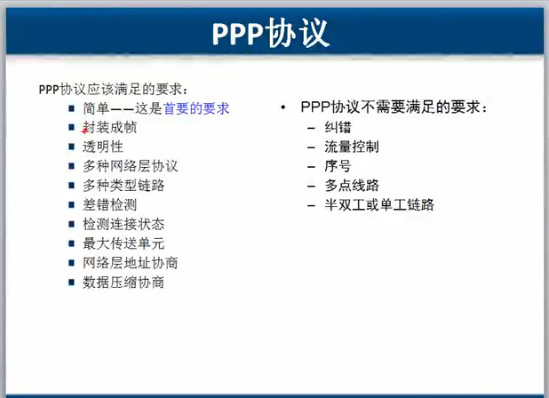 PPP协议
PPP协议应该满足的要求：
简单——这是首要的要求
封装成帧
透明性
多种网络层协议
多种类型链路
差错检测
检测连接状态
最大传送单元
网络层地址协商
数据压缩协商
• PPP协议不需要满足的要求：
– 纠错
– 流量控制
– 序号
– 多点线路
– 半双工或单工链路